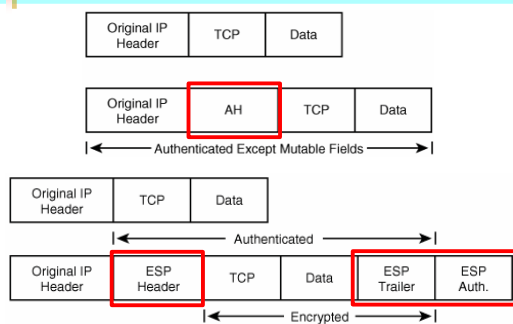 Original IP
Header
TCP
Data
Original IP
Header
AH
TCP
Data
Authenticated Except Mutable Fields
Original IP
Header
TCP
Data
Authenticated
Original IP
Header
ESP
Header
TCP
Data
ESP
Trailer
ESP
Auth.
Encrypted